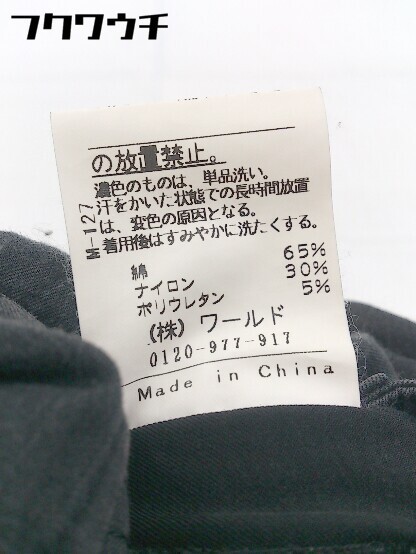 フクワウチ
の放置禁止。
濃色のものは、単品洗い。
汗をかいた状態での長時間放置
は、変色の原因となる。
着用後はすみやかに洗たくする。
M-127
綿 65%
ナイロン 30%
ポリウレタン 5%
(株) ワールド
0120-977-917
Made in China